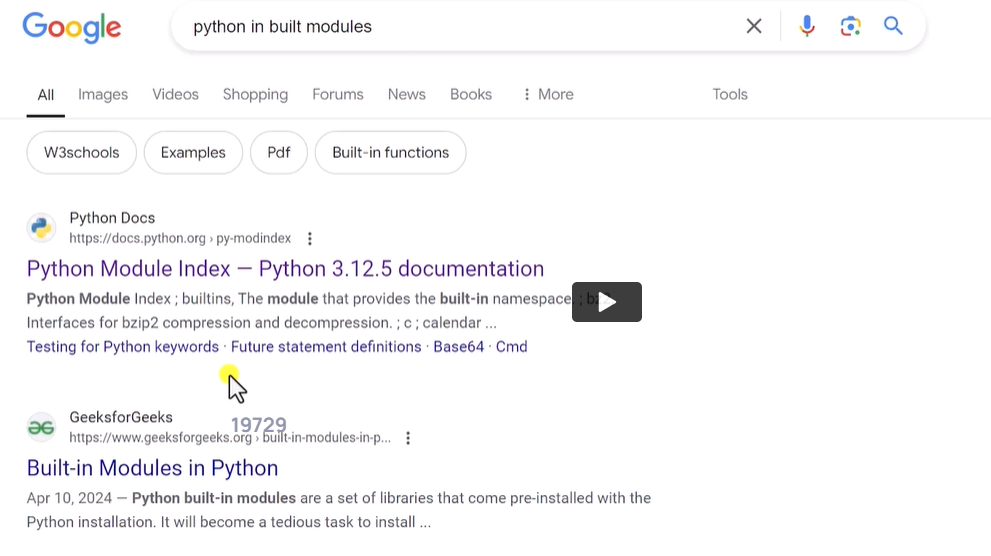 Google
python in built modules
All Images Videos Shopping Forums News Books More Tools
W3schools Examples Pdf Built-in functions
Python Docs
https://docs.python.org › py-modindex
Python Module Index — Python 3.12.5 documentation
Python Module Index ; builtins, The module that provides the built-in namespace. ;
Interfaces for bzip2 compression and decompression. ; c ; calendar ...
Testing for Python keywords · Future statement definitions · Base64 · Cmd
GeeksforGeeks
19729
https://www.geeksforgeeks.org › built-in-modules-in-p...
Built-in Modules in Python
Apr 10, 2024 — Python built-in modules are a set of libraries that come pre-installed with the
Python installation. It will become a tedious task to install ...